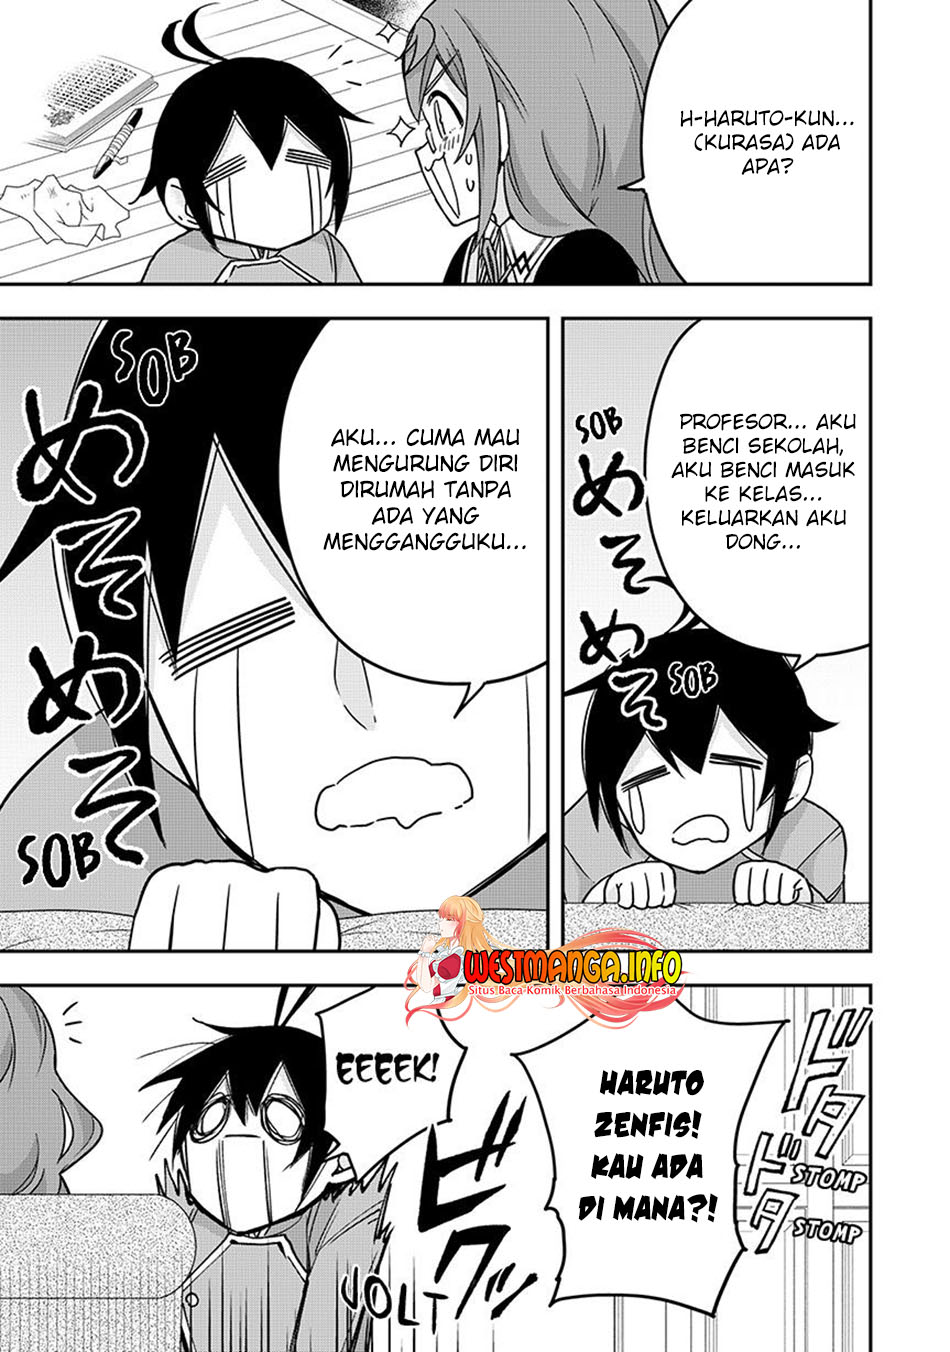 H-HARUTO-KUN...
(KURASA) ADA
APA?
PROFESOR... AKU
BENCI SEKOLAH,
AKU BENCI MASUK
KE KELAS...
KELUARKAN AKU
DONG...
SOB
めそめそ
SOB
AKU... CUMA MAU
MENGURUNG DIRI
DIRUMAH TANPA
ADA YANG
MENGGANGGUKU...
SOB
めそめそ
SOB
WESTMANGA.INFO
Situs Baca Komik Berbahasa Indonesia
ドタ
ドタ
STOMP
STOMP
HARUTO
ZENFIS!
KAU ADA
DI MANA?!
EEEEK!
ビクッ
JOLT